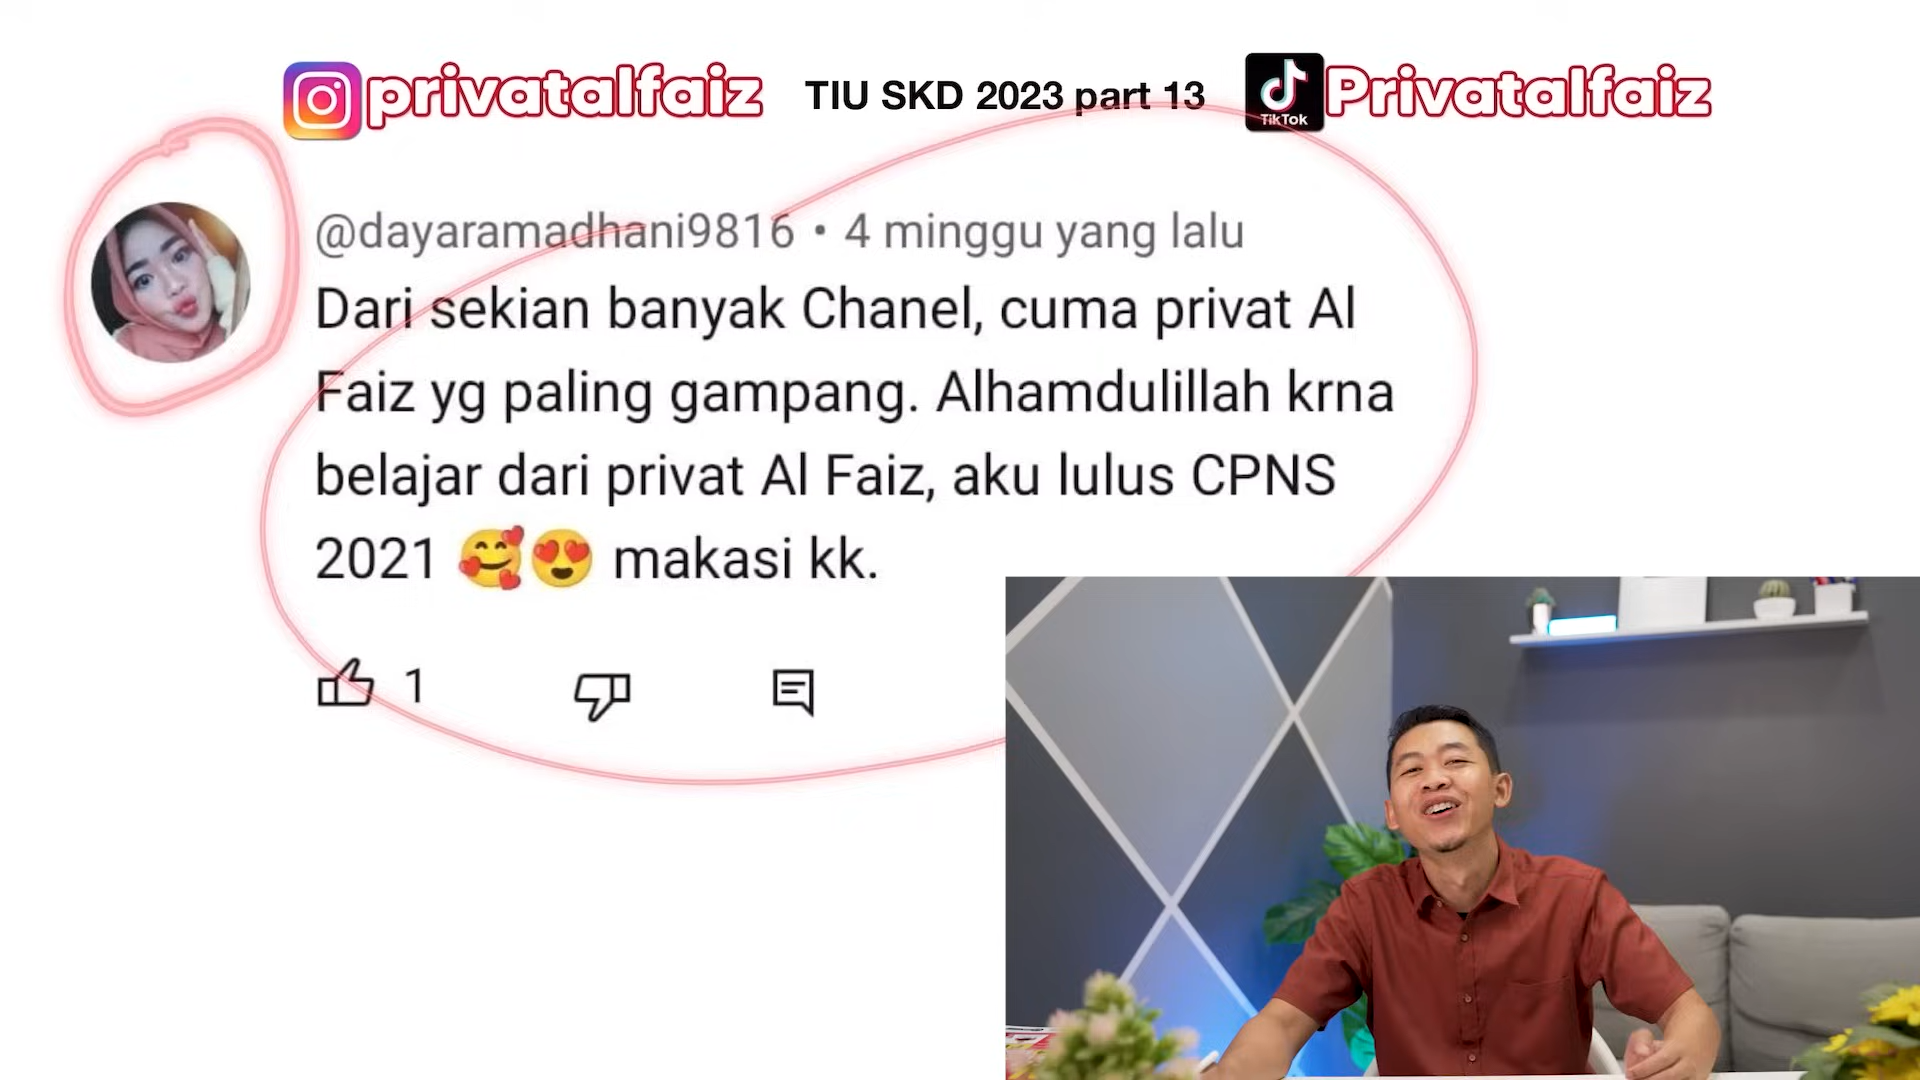 privatalfaiz TIU SKD 2023 part 13 TikTok Privatalfaiz
@dayaramadhani9816 • 4 minggu yang lalu
Dari sekian banyak Chanel, cuma privat Al
Faiz yg paling gampang. Alhamdulillah krna
belajar dari privat Al Faiz, aku lulus CPNS
2021 🥰😍 makasi kk.
1